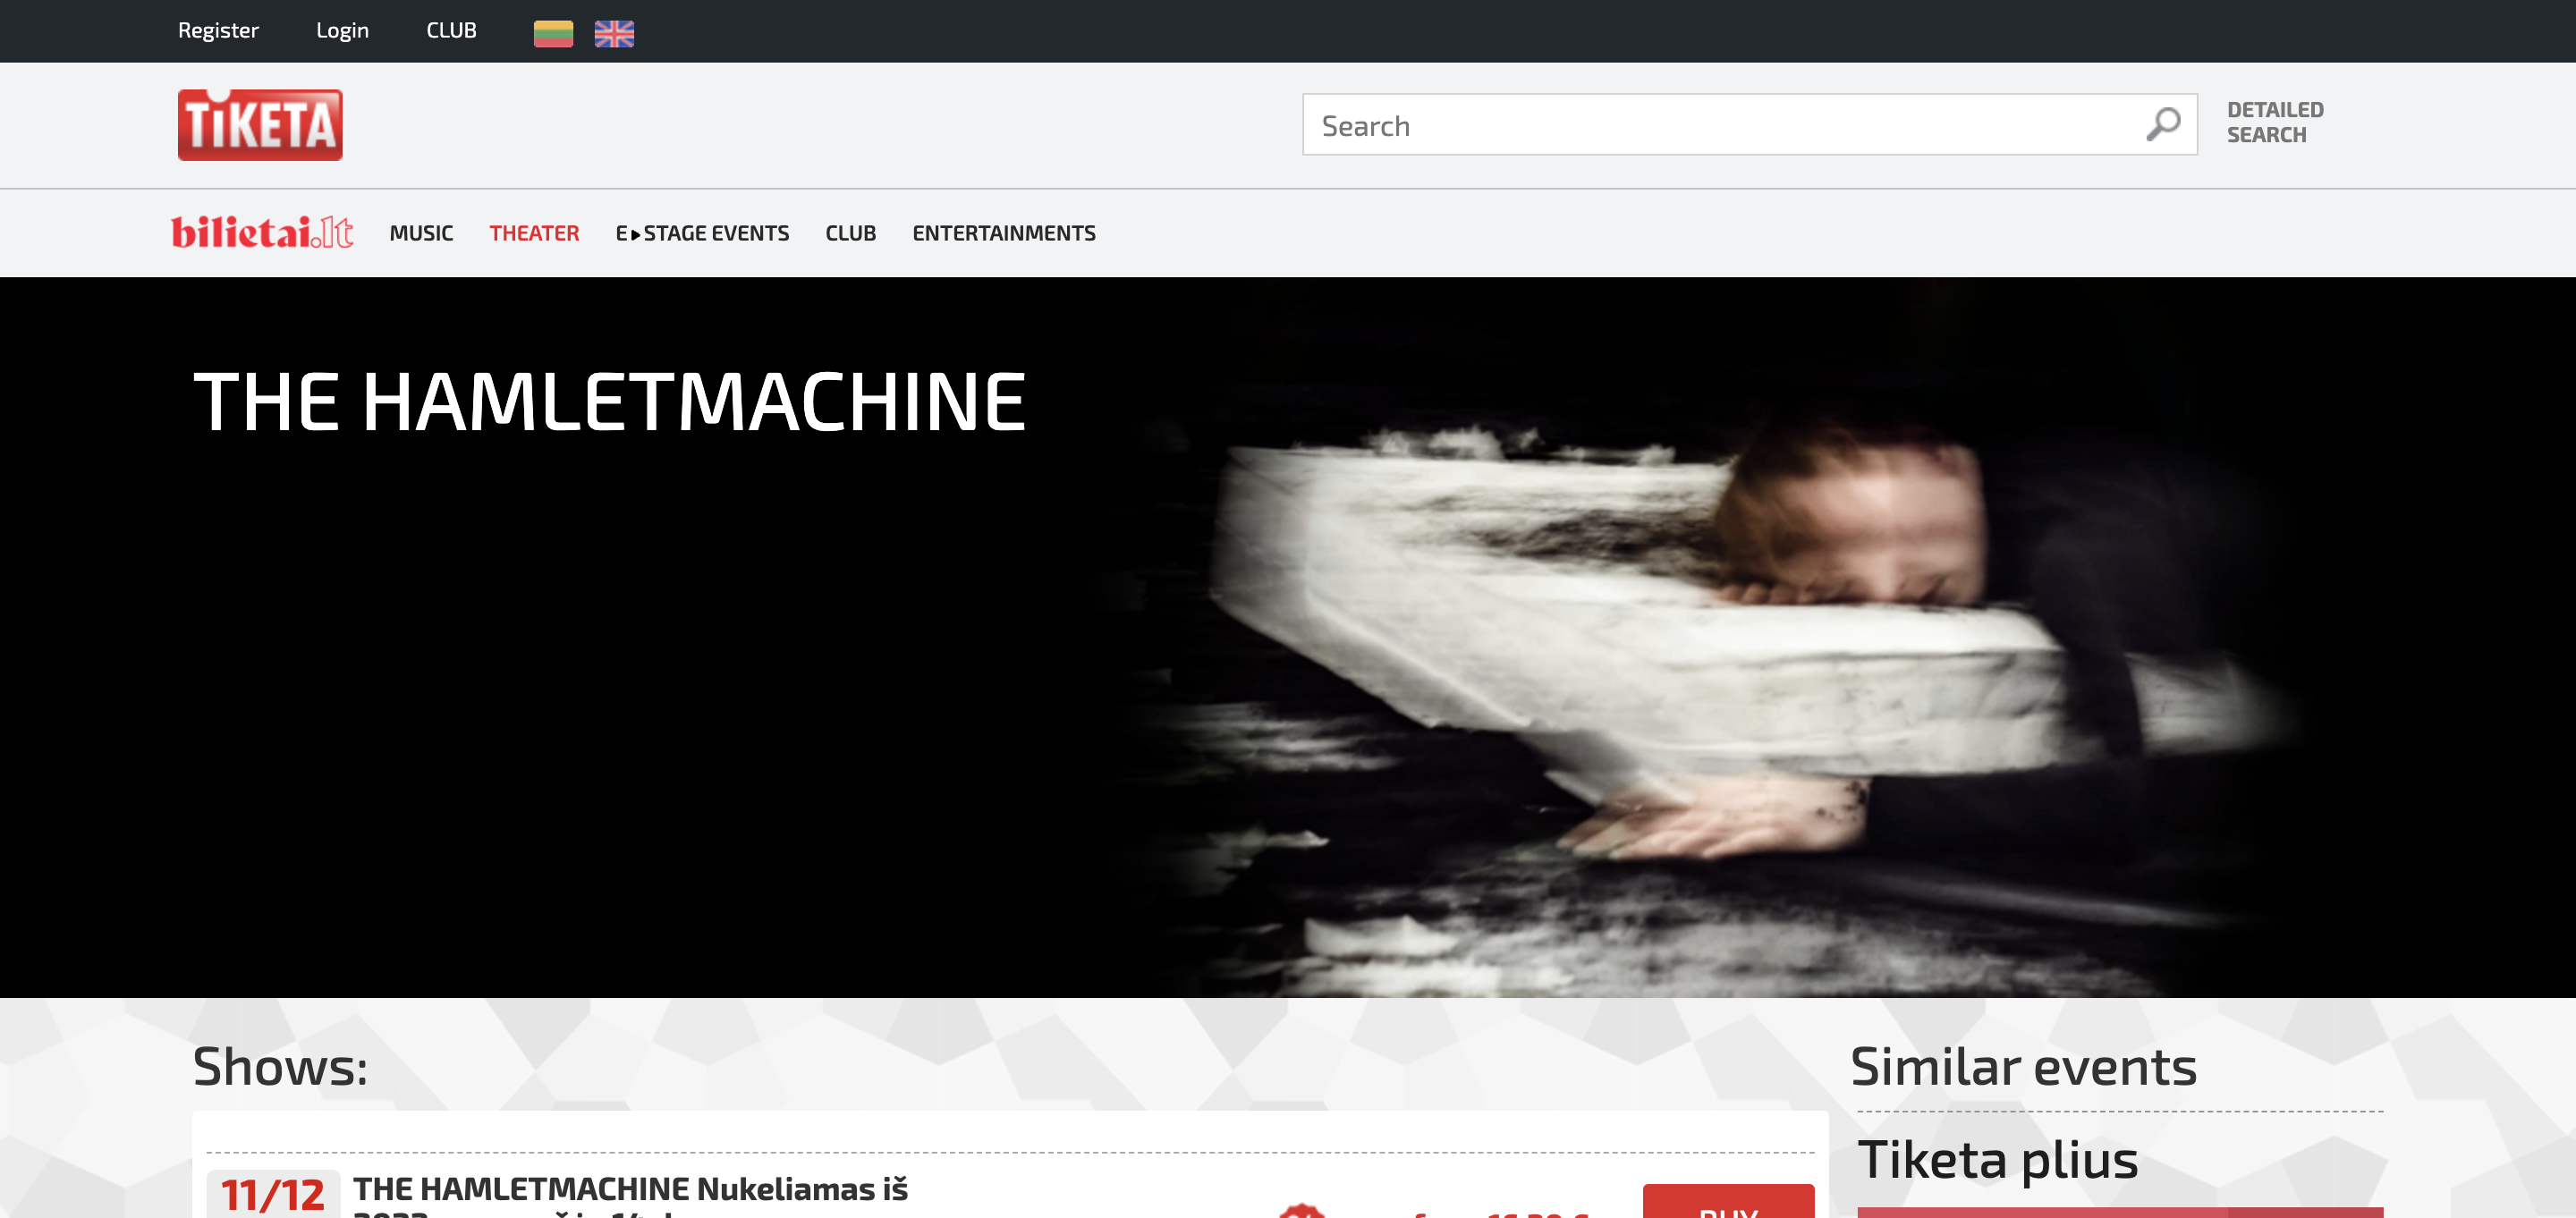 Register Login CLUB
TiKETA
Search
DETAILED
SEARCH
bilietai.lt MUSIC THEATER E▶STAGE EVENTS CLUB ENTERTAINMENTS
THE HAMLETMACHINE
Shows:
11/12
THE HAMLETMACHINE Nukeliamas iš
BUY
Similar events
Tiketa plius